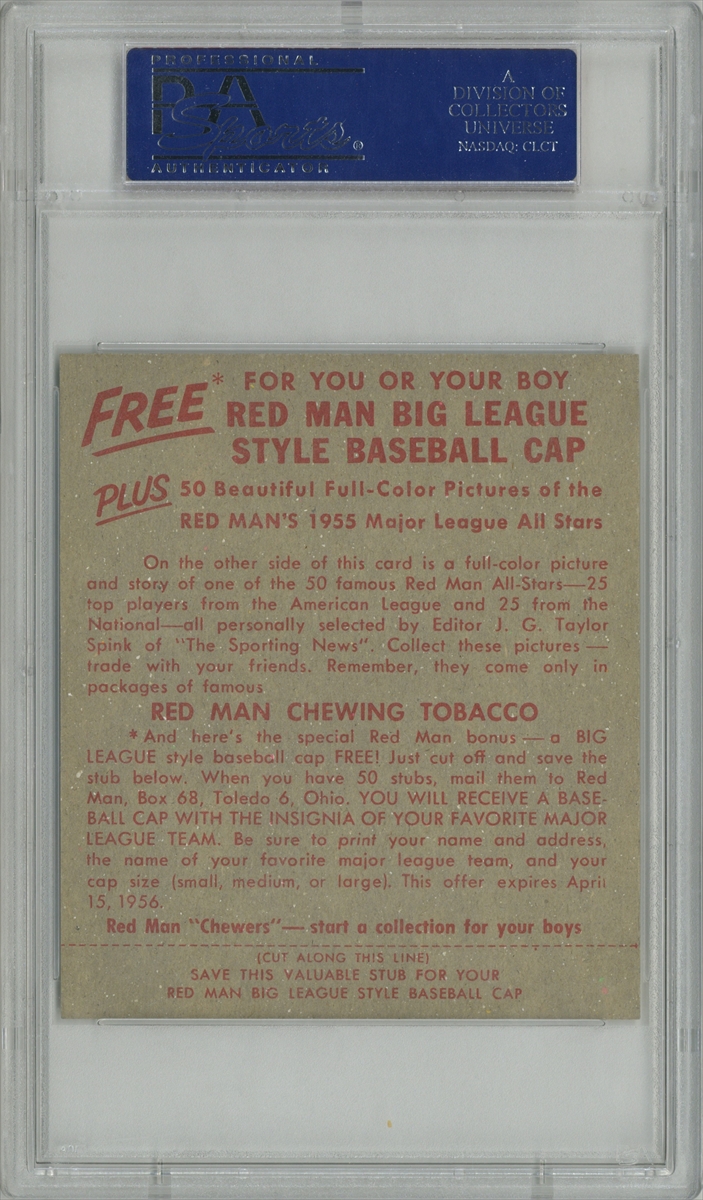 PROFESSIONAL
PSA
Sports®
AUTHENTICATOR
A
DIVISION OF
COLLECTORS
UNIVERSE
NASDAQ: CLCT
FREE* FOR YOU OR YOUR BOY
RED MAN BIG LEAGUE
STYLE BASEBALL CAP
PLUS 50 Beautiful Full-Color Pictures of the
RED MAN'S 1955 Major League All Stars
On the other side of this card is a full-color picture
and story of one of the 50 famous Red Man All-Stars—25
top players from the American League and 25 from the
National—all personally selected by Editor J. G. Taylor
Spink of "The Sporting News". Collect these pictures —
trade with your friends. Remember, they come only in
packages of famous
RED MAN CHEWING TOBACCO
*And here's the special Red Man bonus — a BIG
LEAGUE style baseball cap FREE! Just cut off and save the
stub below. When you have 50 stubs, mail them to Red
Man, Box 68, Toledo 6, Ohio. YOU WILL RECEIVE A BASE-
BALL CAP WITH THE INSIGNIA OF YOUR FAVORITE MAJOR
LEAGUE TEAM. Be sure to print your name and address,
the name of your favorite major league team, and your
cap size (small, medium, or large). This offer expires April
15, 1956.
Red Man "Chewers"— start a collection for your boys
(CUT ALONG THIS LINE)
SAVE THIS VALUABLE STUB FOR YOUR
RED MAN BIG LEAGUE STYLE BASEBALL CAP